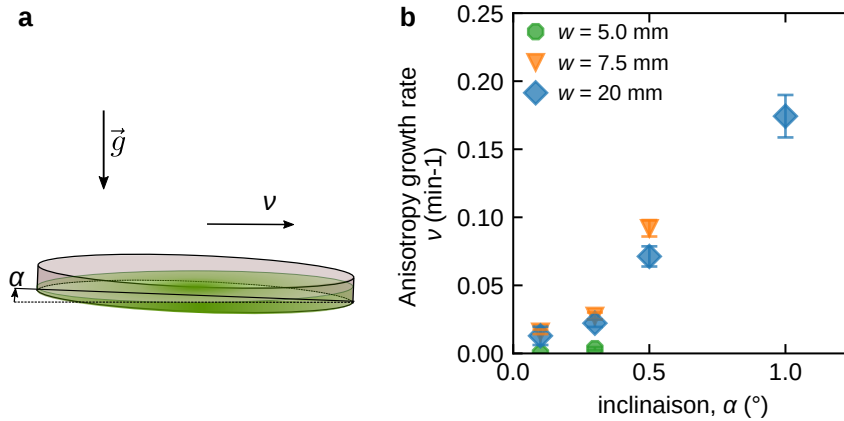 a
g⃗
ν
α
b
Anisotropy growth rate
ν (min-1)
0.25
0.20
0.15
0.10
0.05
0.00
w = 5.0 mm
w = 7.5 mm
w = 20 mm
0.0 0.5 1.0
inclinaison, α (°)